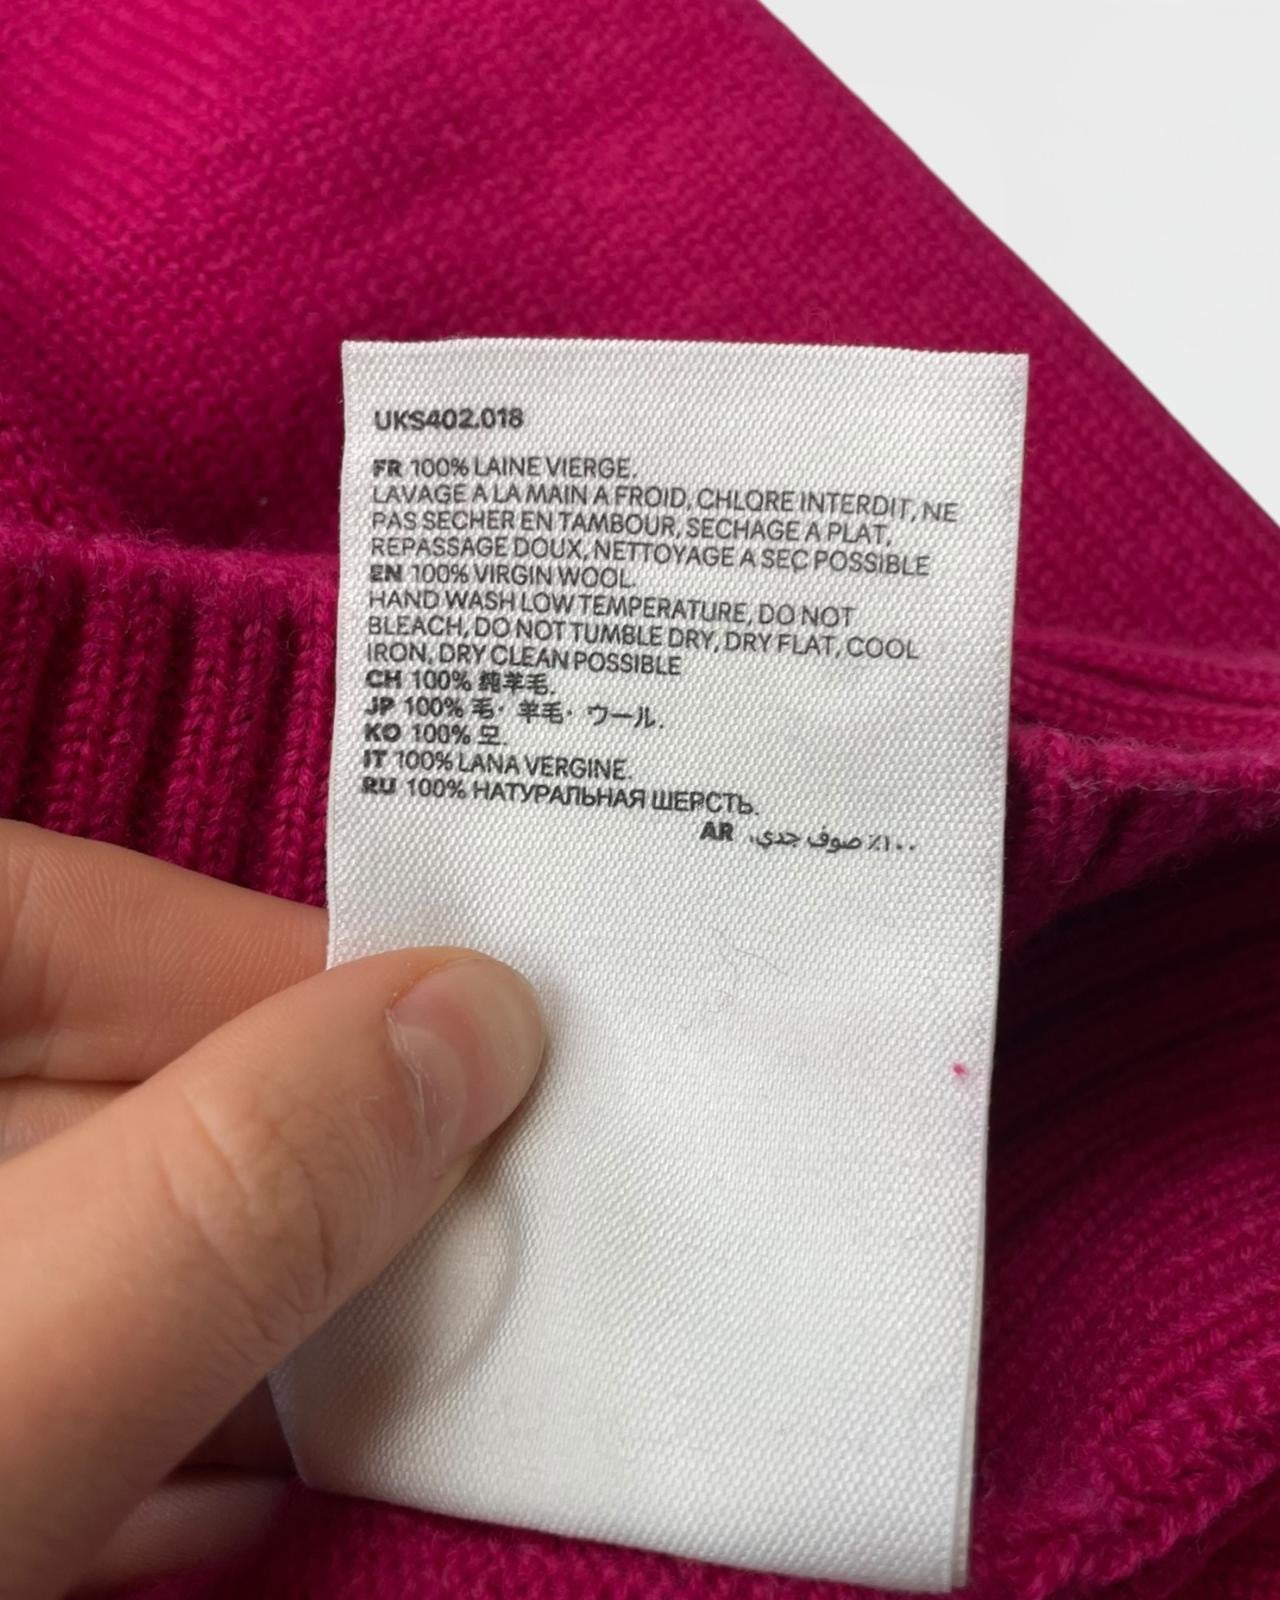 UKS402.018
FR 100% LAINE VIERGE.
LAVAGE A LA MAIN A FROID, CHLORE INTERDIT, NE
PAS SECHER EN TAMBOUR, SECHAGE A PLAT,
REPASSAGE DOUX, NETTOYAGE A SEC POSSIBLE
EN 100% VIRGIN WOOL.
HAND WASH LOW TEMPERATURE, DO NOT
BLEACH, DO NOT TUMBLE DRY, DRY FLAT, COOL
IRON, DRY CLEAN POSSIBLE
CH 100% 纯羊毛.
JP 100% 毛· 羊毛· ウール.
KO 100% 모.
IT 100% LANA VERGINE.
RU 100% НАТУРАЛЬНАЯ ШЕРСТЬ.
AR ١٠٠٪ صوف جدي.